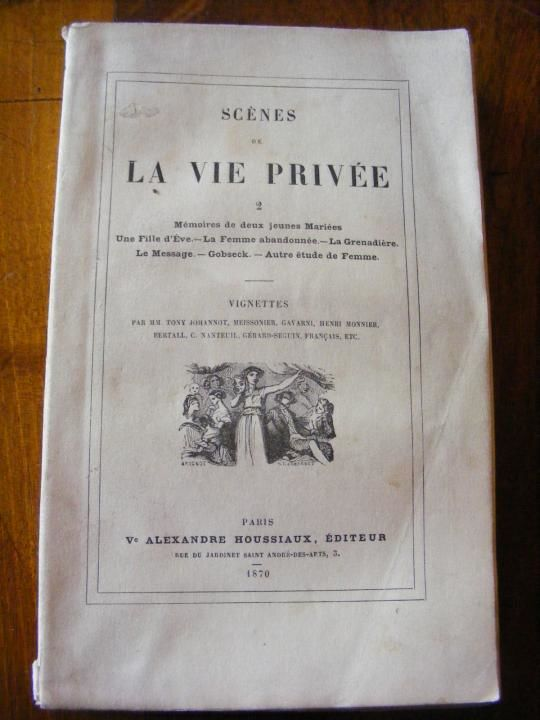 SCÈNES
DE
LA VIE PRIVÉE
2
Mémoires de deux jeunes Mariées
Une Fille d'Ève. — La Femme abandonnée. — La Grenadière.
Le Message. — Gobseck. — Autre étude de Femme.
VIGNETTES
PAR MM. TONY JOHANNOT, MEISSONIER, GAVARNI, HENRI MONNIER,
BERTALL, C. NANTEUIL, GÉRARD-SEGUIN, FRANÇAIS, ETC.
PARIS
Ve ALEXANDRE HOUSSIAUX, ÉDITEUR
RUE DU JARDINET SAINT ANDRÉ-DES-ARTS, 3.
1870